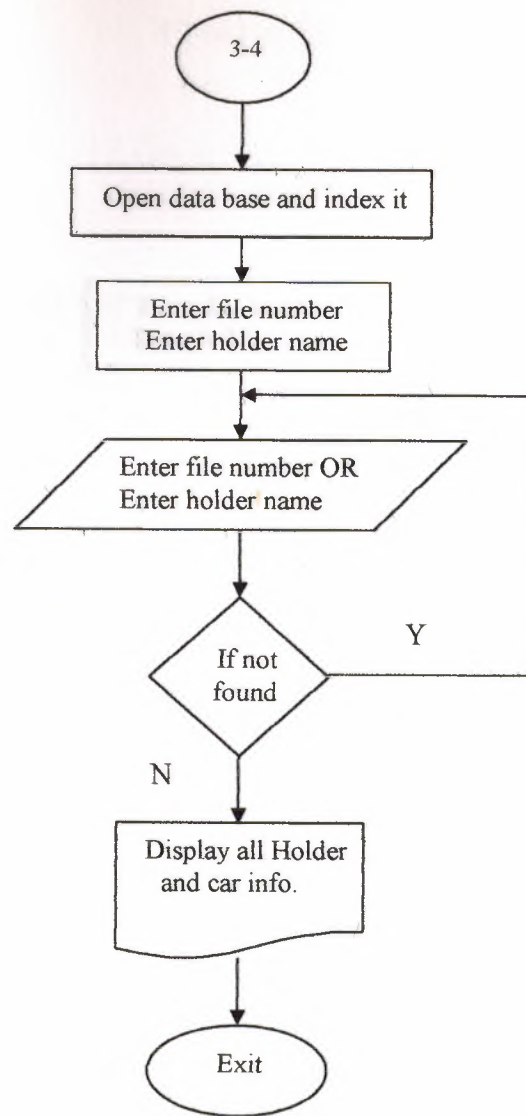 3-4
Open data base and index it
Enter file number
Enter holder name
Enter file number OR
Enter holder name
If not
found
Y
N
Display all Holder
and car info.
Exit